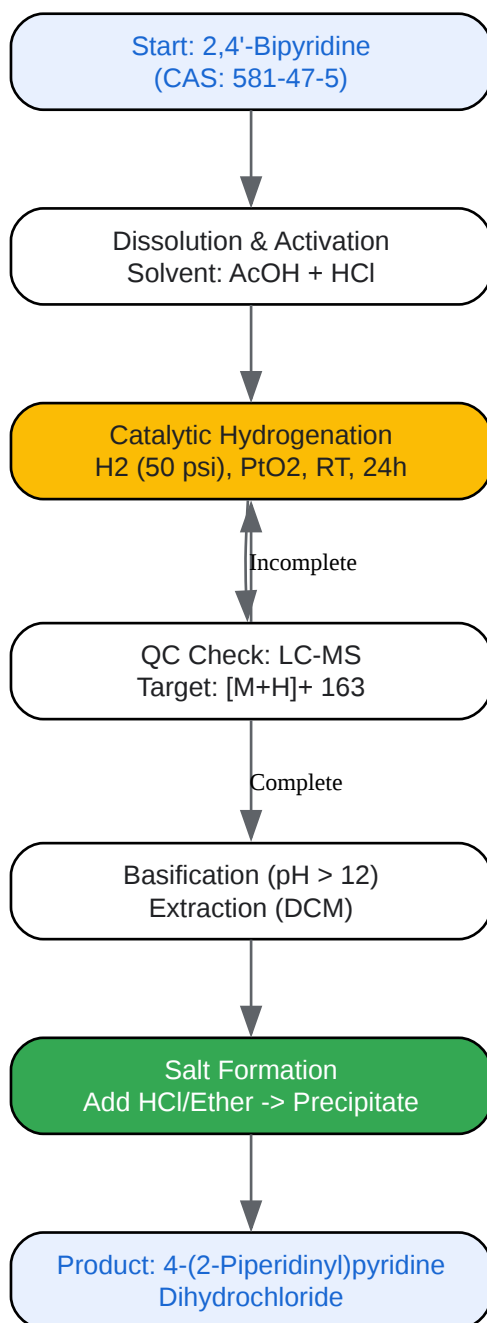 Start: 2,4'-Bipyridine
(CAS: 581-47-5)
Dissolution & Activation
Solvent: AcOH + HCl
Catalytic Hydrogenation
H2 (50 psi), PtO2, RT, 24h
Incomplete
QC Check: LC-MS
Target: [M+H]+ 163
Complete
Basification (pH > 12)
Extraction (DCM)
Salt Formation
Add HCl/Ether -> Precipitate
Product: 4-(2-Piperidinyl)pyridine
Dihydrochloride